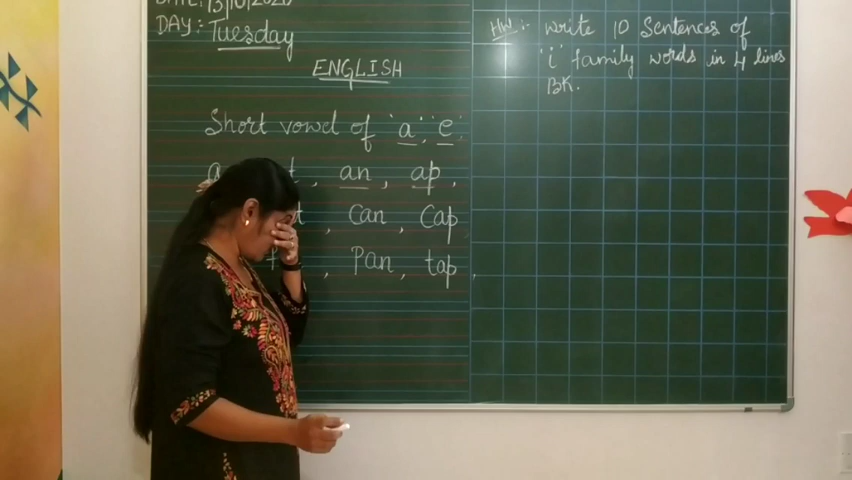 DAY:- Tuesday
ENGLISH
Short vowel of 'a', 'e',
an, ap,
Can, Cap,
Pan, tap,
HW:- write 10 Sentences of
'i' family words in 4 lines
BK.